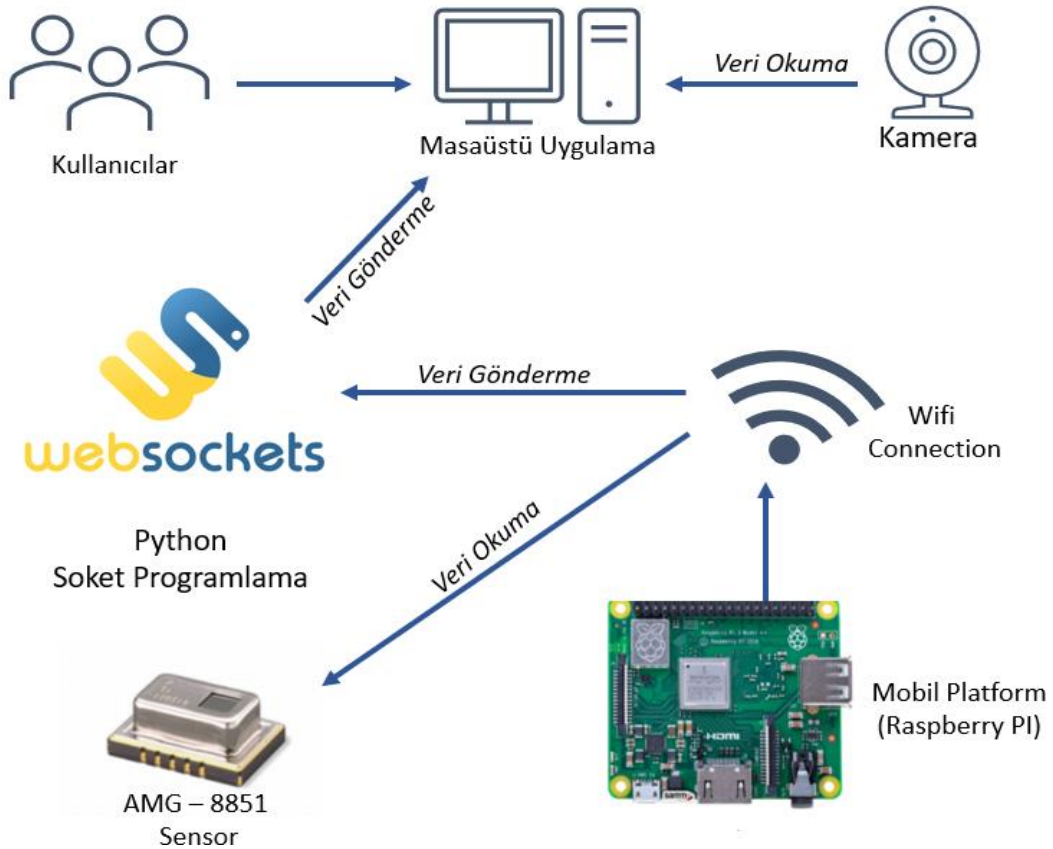 Kullanıcılar
Masaüstü Uygulama
Veri Okuma
Kamera
Veri Gönderme
websockets
Python
Soket Programlama
Veri Gönderme
Wifi
Connection
Veri Okuma
AMG – 8851
Sensor
HDMI
Mobil Platform
(Raspberry PI)